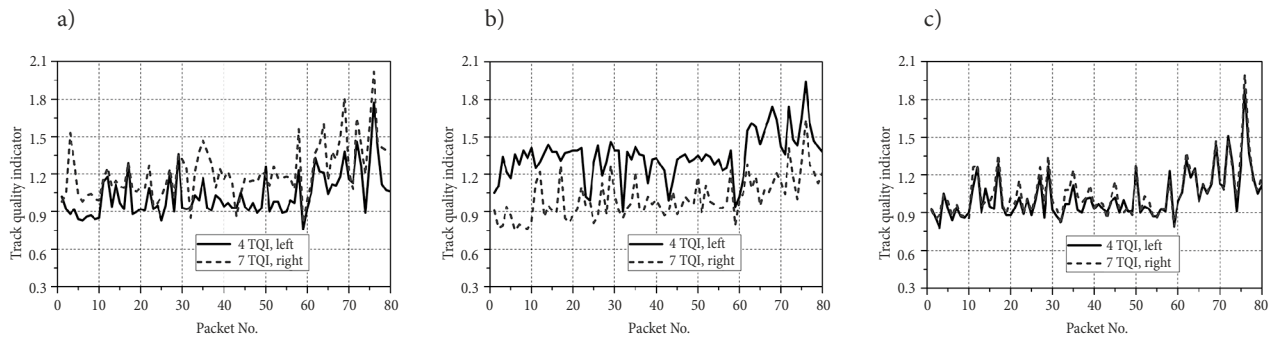 a)
2.1
1.8
1.5
1.2
0.9
0.6
0.3
Track quality indicator
4 TQI, left
7 TQI, right
0 10 20 30 40 50 60 70 80
Packet No.
b)
2.1
1.8
1.5
1.2
0.9
0.6
0.3
Track quality indicator
4 TQI, left
7 TQI, right
0 10 20 30 40 50 60 70 80
Packet No.
c)
2.1
1.8
1.5
1.2
0.9
0.6
0.3
Track quality indicator
4 TQI, left
7 TQI, right
0 10 20 30 40 50 60 70 80
Packet No.